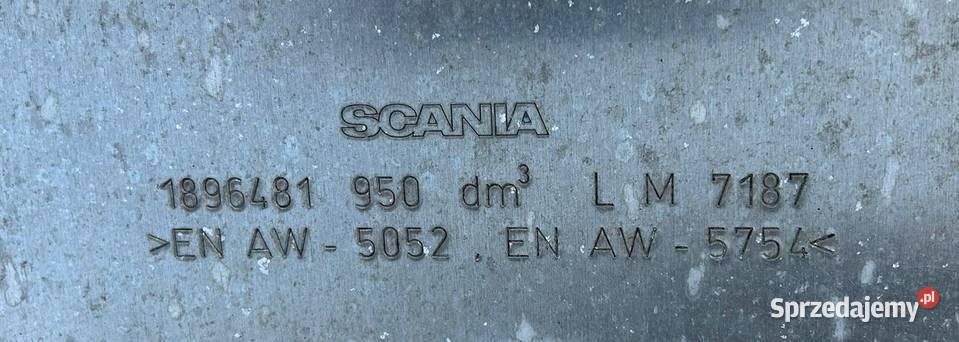 SCANIA
1896481 950 dm³ L M 7187
>EN AW - 5052 , EN AW - 5754<
Sprzedajemy.pl